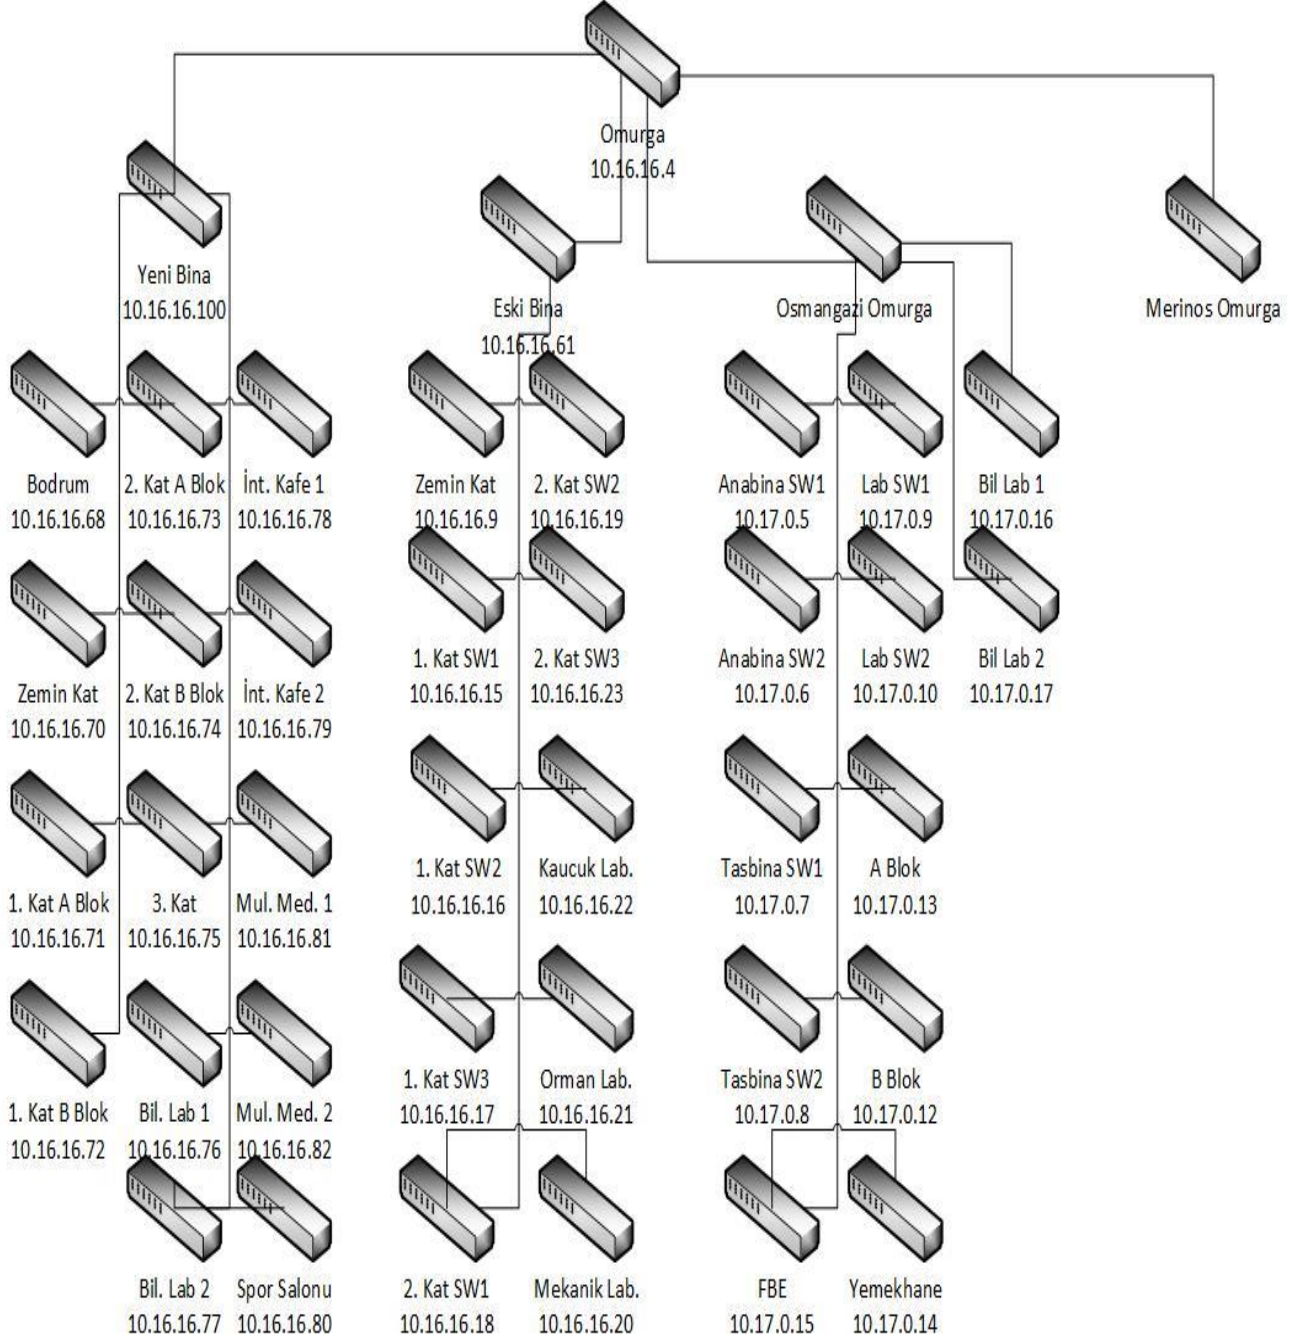 Omurga
10.16.16.4
Yeni Bina
10.16.16.100
Eski Bina
10.16.16.61
Osmangazi Omurga
Merinos Omurga
Bodrum
10.16.16.68
2. Kat A Blok
10.16.16.73
İnt. Kafe 1
10.16.16.78
Zemin Kat
10.16.16.9
2. Kat SW2
10.16.16.19
Anabina SW1
10.17.0.5
Lab SW1
10.17.0.9
Bil Lab 1
10.17.0.16
Zemin Kat
10.16.16.70
2. Kat B Blok
10.16.16.74
İnt. Kafe 2
10.16.16.79
1. Kat SW1
10.16.16.15
2. Kat SW3
10.16.16.23
Anabina SW2
10.17.0.6
Lab SW2
10.17.0.10
Bil Lab 2
10.17.0.17
1. Kat A Blok
10.16.16.71
3. Kat
10.16.16.75
Mul. Med. 1
10.16.16.81
1. Kat SW2
10.16.16.16
Kaucuk Lab.
10.16.16.22
Tasbina SW1
10.17.0.7
A Blok
10.17.0.13
1. Kat B Blok
10.16.16.72
Bil. Lab 1
10.16.16.76
Mul. Med. 2
10.16.16.82
1. Kat SW3
10.16.16.17
Orman Lab.
10.16.16.21
Tasbina SW2
10.17.0.8
B Blok
10.17.0.12
Bil. Lab 2
10.16.16.77
Spor Salonu
10.16.16.80
2. Kat SW1
10.16.16.18
Mekanik Lab.
10.16.16.20
FBE
10.17.0.15
Yemekhane
10.17.0.14